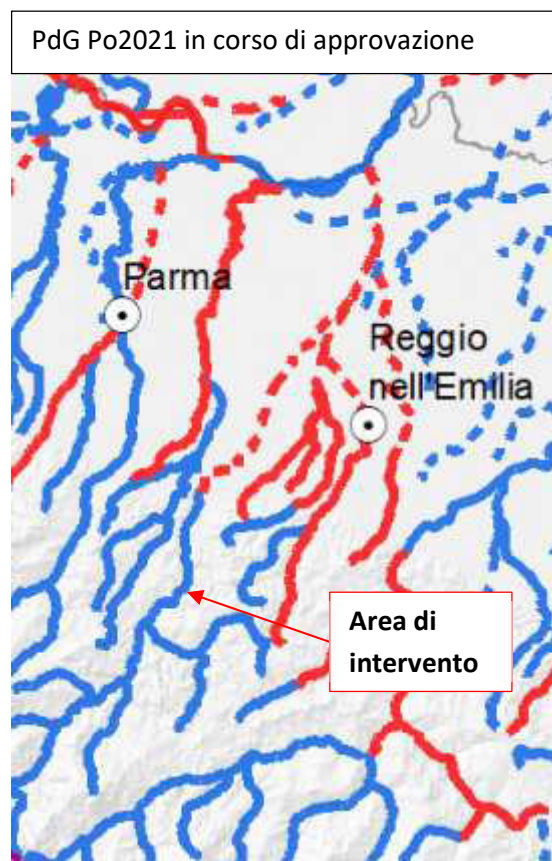 PdG Po2021 in corso di approvazione
Parma
Reggio
nell'Emilia
Area di
intervento